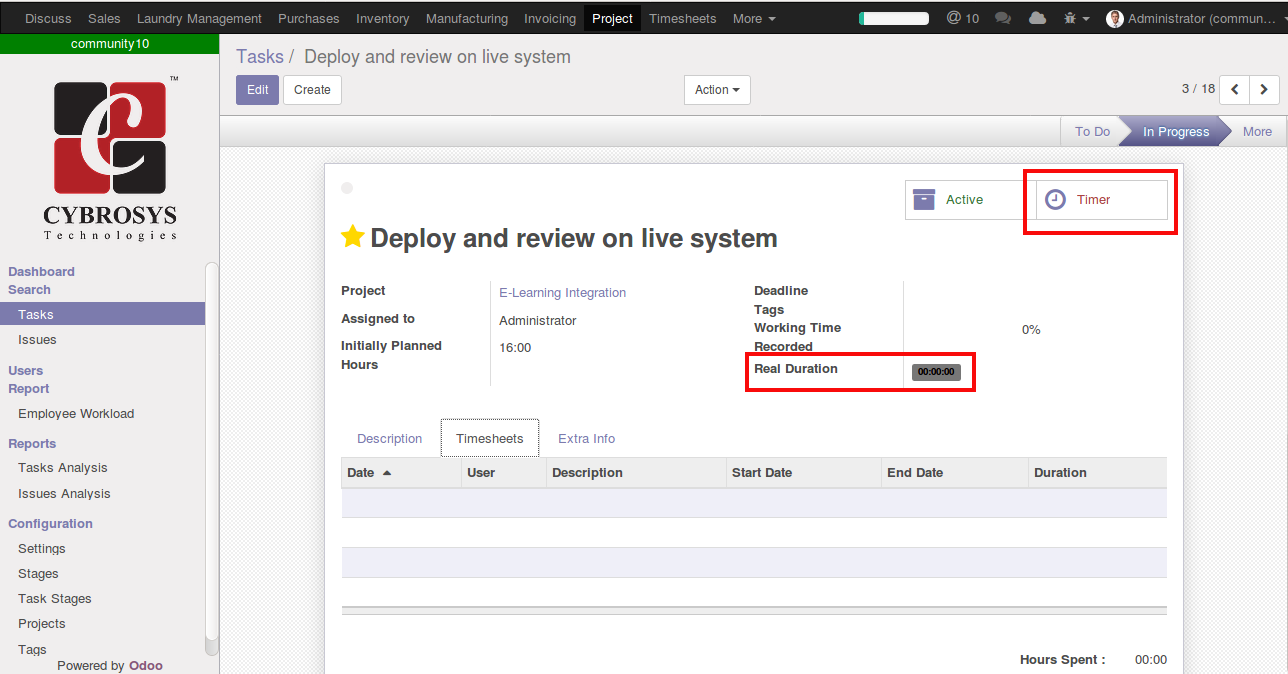 Discuss Sales Laundry Management Purchases Inventory Manufacturing Invoicing Project Timesheets More @ 10 Administrator (commun...
community10
TM
CYBROSYS
Technologies
Dashboard
Search
Tasks
Issues
Users
Report
Employee Workload
Reports
Tasks Analysis
Issues Analysis
Configuration
Settings
Stages
Task Stages
Projects
Tags
Powered by Odoo
Tasks / Deploy and review on live system
Edit Create Action 3 / 18
To Do In Progress More
Active Timer
Deploy and review on live system
Project E-Learning Integration
Assigned to Administrator
Initially Planned Hours 16:00
Deadline
Tags
Working Time Recorded 0%
Real Duration 00:00:00
Description Timesheets Extra Info
Date User Description Start Date End Date Duration
Hours Spent : 00:00